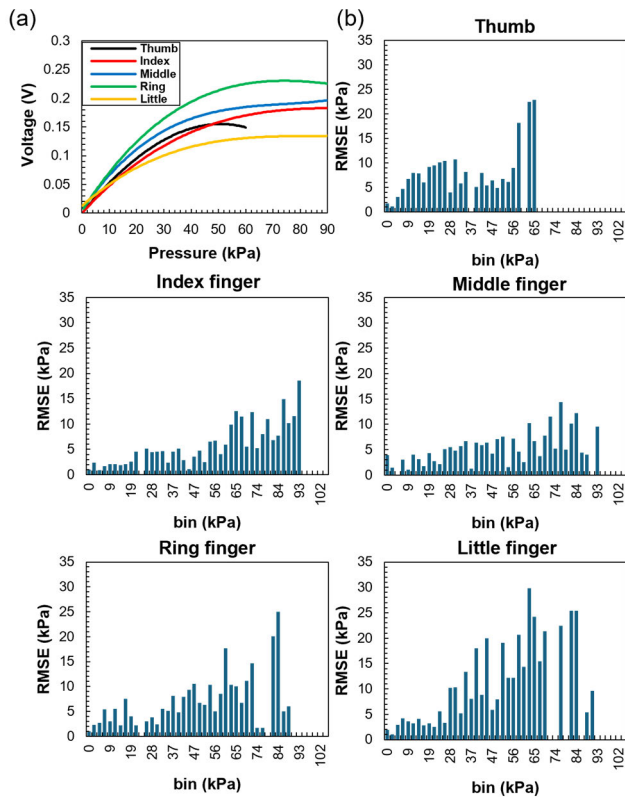 (a)
0.3
0.25
0.2
0.15
0.1
0.05
0
Voltage (V)
Thumb
Index
Middle
Ring
Little
0 10 20 30 40 50 60 70 80 90
Pressure (kPa)
(b)
Thumb
35
30
25
20
15
10
5
0
RMSE (kPa)
0 9 19 28 37 46 56 65 74 84 93 102
bin (kPa)
Index finger
35
30
25
20
15
10
5
0
RMSE (kPa)
0 9 19 28 37 46 56 65 74 84 93 102
bin (kPa)
Middle finger
35
30
25
20
15
10
5
0
RMSE (kPa)
0 9 19 28 37 46 56 65 74 84 93 102
bin (kPa)
Ring finger
35
30
25
20
15
10
5
0
RMSE (kPa)
0 9 19 28 37 46 56 65 74 84 93 102
bin (kPa)
Little finger
35
30
25
20
15
10
5
0
RMSE (kPa)
0 9 19 28 37 46 56 65 74 84 93 102
bin (kPa)